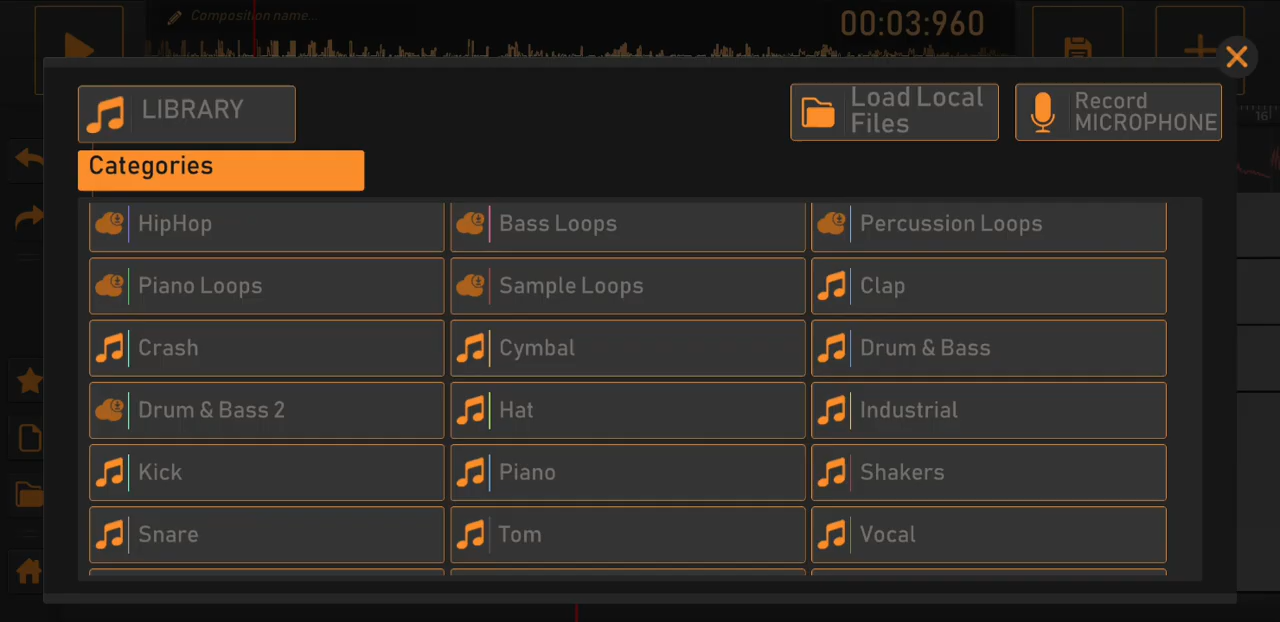 Composition name...
00:03:960
LIBRARY
Load Local
Files
Record
MICROPHONE
16
Categories
HipHop
Bass Loops
Percussion Loops
Piano Loops
Sample Loops
Clap
Crash
Cymbal
Drum & Bass
Drum & Bass 2
Hat
Industrial
Kick
Piano
Shakers
Snare
Tom
Vocal